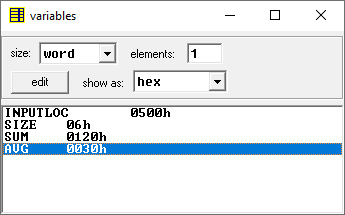 variables
size: word elements: 1
edit show as: hex
INPUTLOC 0500h
SIZE 06h
SUM 0120h
AVG 0030h